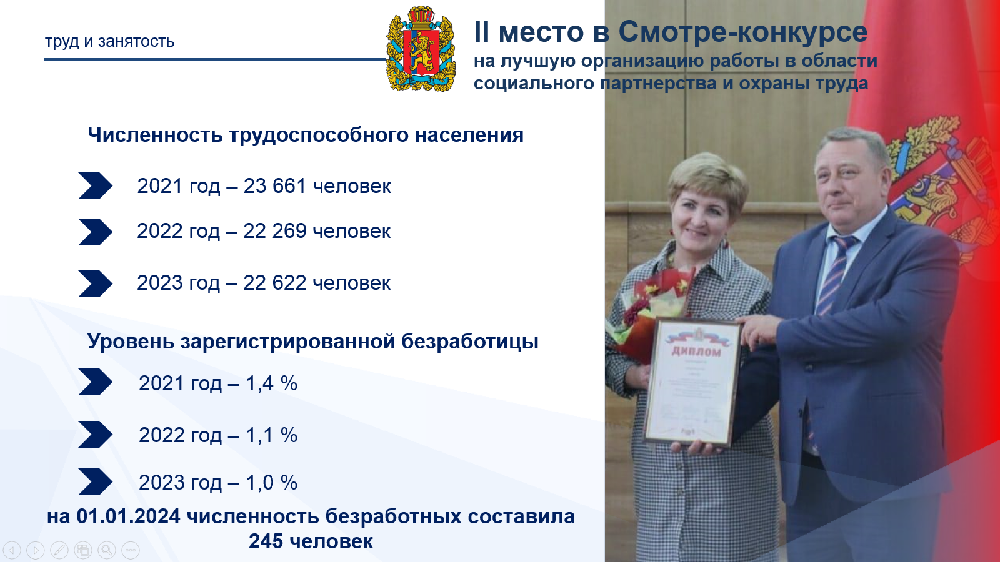 труд и занятость
II место в Смотре-конкурсе
на лучшую организацию работы в области
социального партнерства и охраны труда
Численность трудоспособного населения
2021 год – 23 661 человек
2022 год – 22 269 человек
2023 год – 22 622 человек
Уровень зарегистрированной безработицы
2021 год – 1,4 %
2022 год – 1,1 %
2023 год – 1,0 %
на 01.01.2024 численность безработных составила
245 человек
ДИПЛОМ